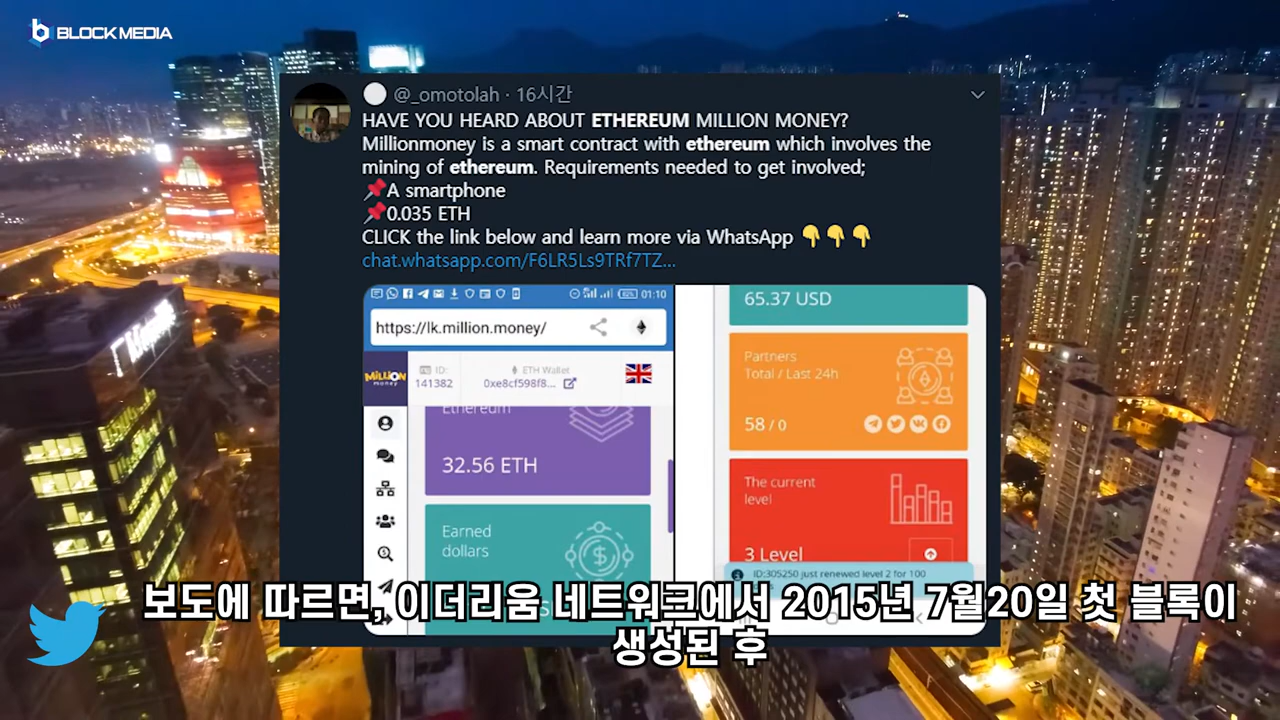 BLOCK MEDIA
@_omotolah · 16시간
HAVE YOU HEARD ABOUT ETHEREUM MILLION MONEY?
Millionmoney is a smart contract with ethereum which involves the
mining of ethereum. Requirements needed to get involved;
📌A smartphone
📌0.035 ETH
CLICK the link below and learn more via WhatsApp 👇👇👇
chat.whatsapp.com/F6LR5Ls9TRf7TZ...
01:10
https://lk.million.money/
MILLION
money
ID:
141382
ETH Wallet
0xe8cf598f8...
Ethereum
32.56 ETH
Earned
dollars
65.37 USD
Partners
Total / Last 24h
58 / 0
The current
level
3 Level
ID:305250 just renewed level 2 for 100
보도에 따르면, 이더리움 네트워크에서 2015년 7월20일 첫 블록이
생성된 후